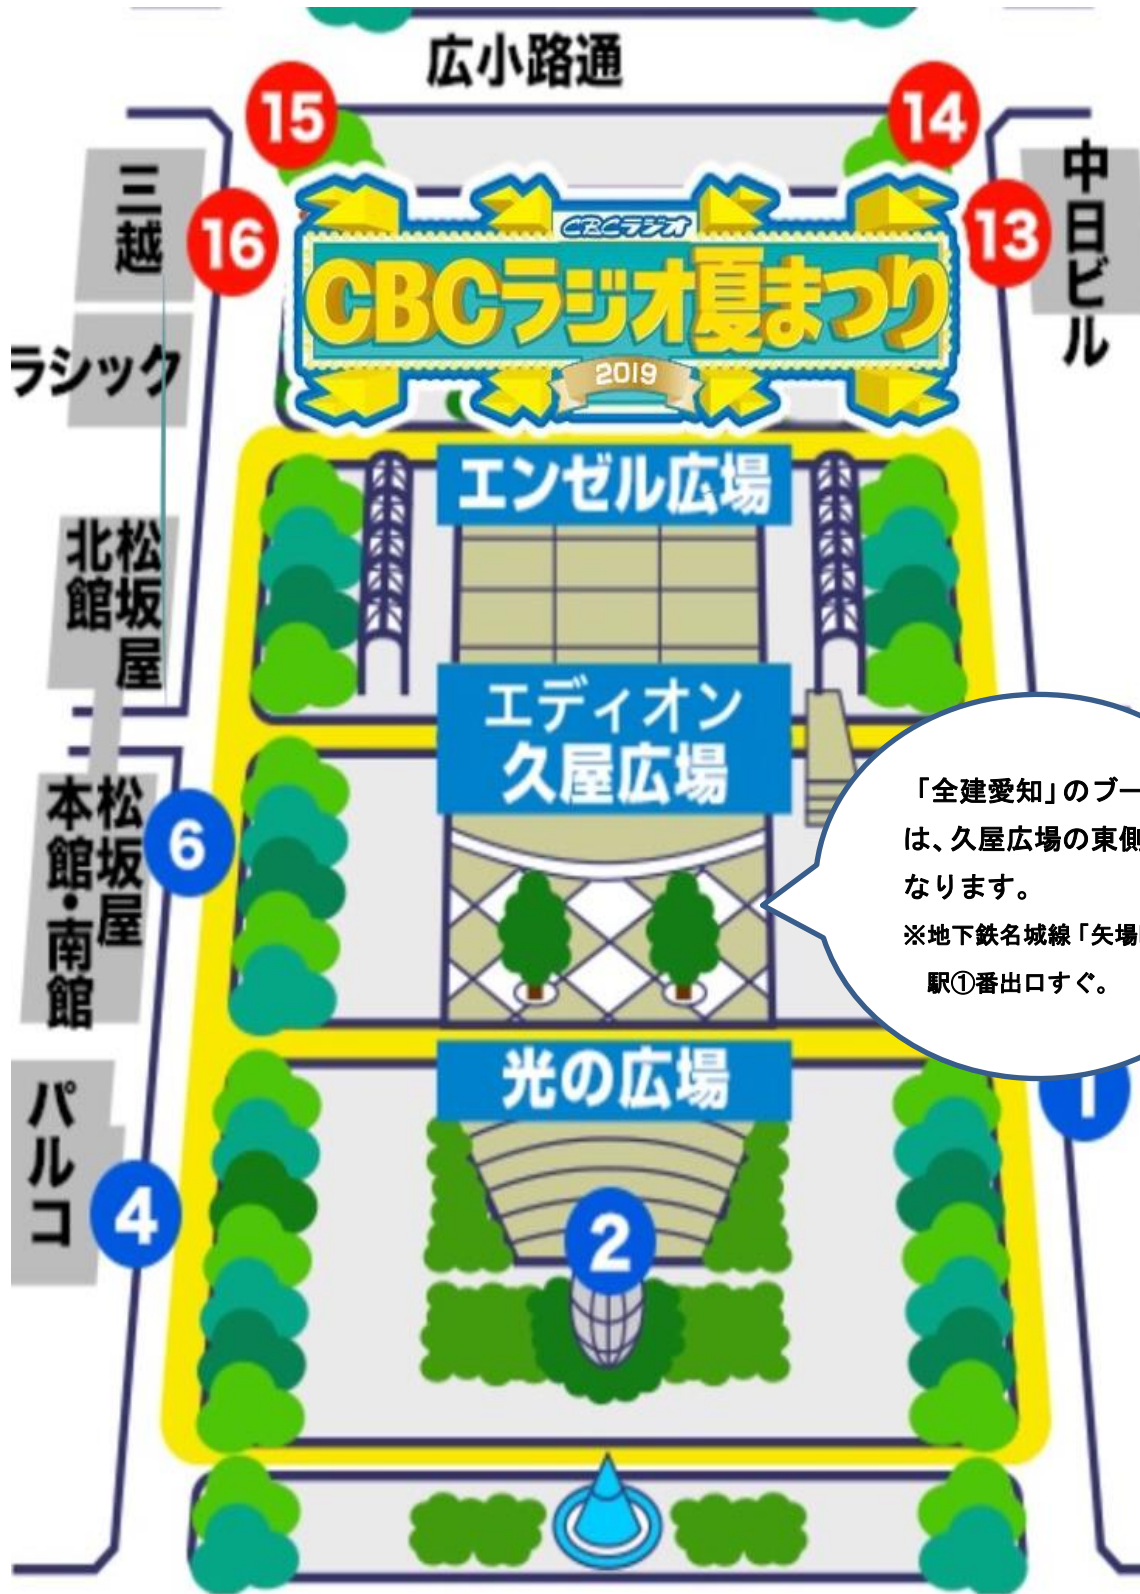 広小路通
15
14
三越
16
13
中日ビル
CBCラジオ
CBCラジオ夏まつり
2019
ラシック
エンゼル広場
松坂屋
北館
エディオン
久屋広場
「全建愛知」のブー
は、久屋広場の東側
なります。
※地下鉄名城線「矢場
駅①番出口すぐ。
松坂屋
本館・南館
6
光の広場
1
パルコ
4
2